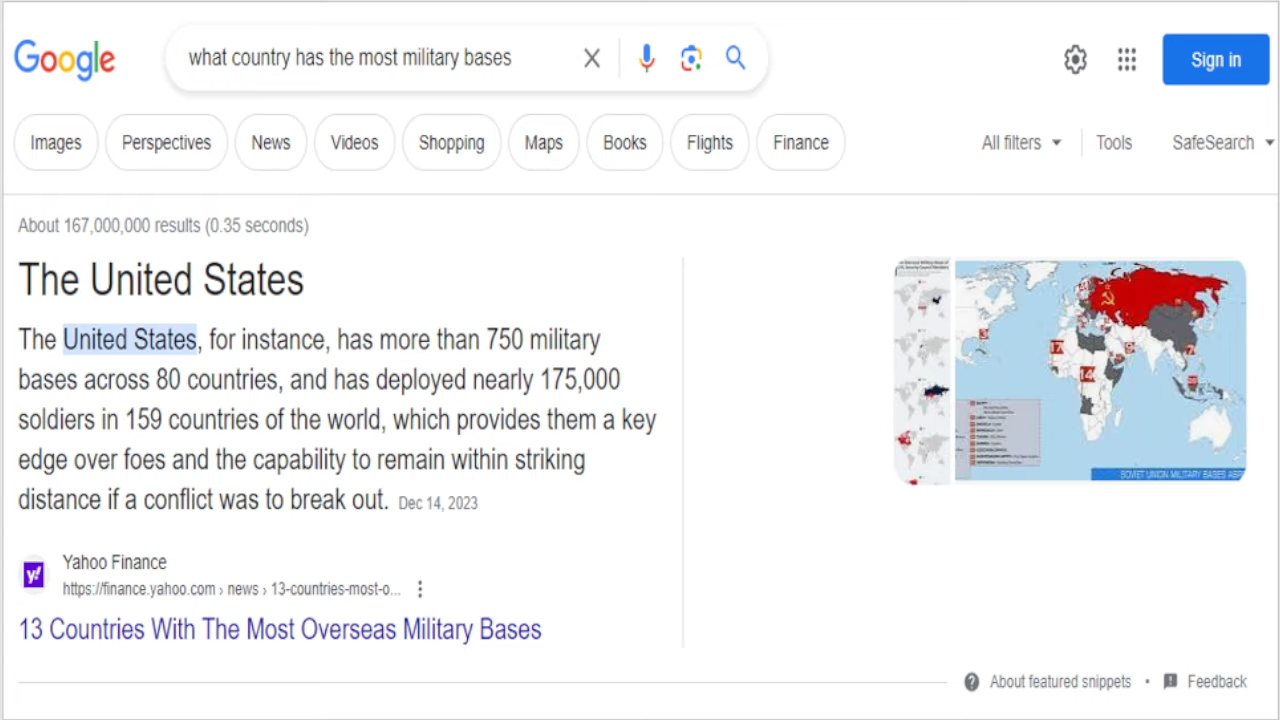 Google
what country has the most military bases
Sign in
Images
Perspectives
News
Videos
Shopping
Maps
Books
Flights
Finance
All filters
Tools
SafeSearch
About 167,000,000 results (0.35 seconds)
The United States
The United States, for instance, has more than 750 military
bases across 80 countries, and has deployed nearly 175,000
soldiers in 159 countries of the world, which provides them a key
edge over foes and the capability to remain within striking
distance if a conflict was to break out. Dec 14, 2023
14
SOVIET UNION MILITARY BASES
y!
Yahoo Finance
https://finance.yahoo.com › news › 13-countries-most-o...
13 Countries With The Most Overseas Military Bases
About featured snippets • Feedback